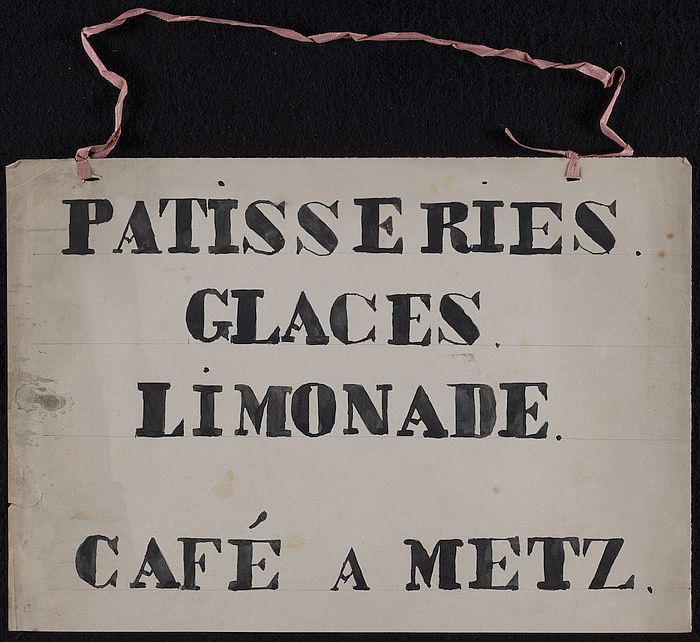 PATISSERIES.
GLACES.
LIMONADE.
CAFÉ A METZ.